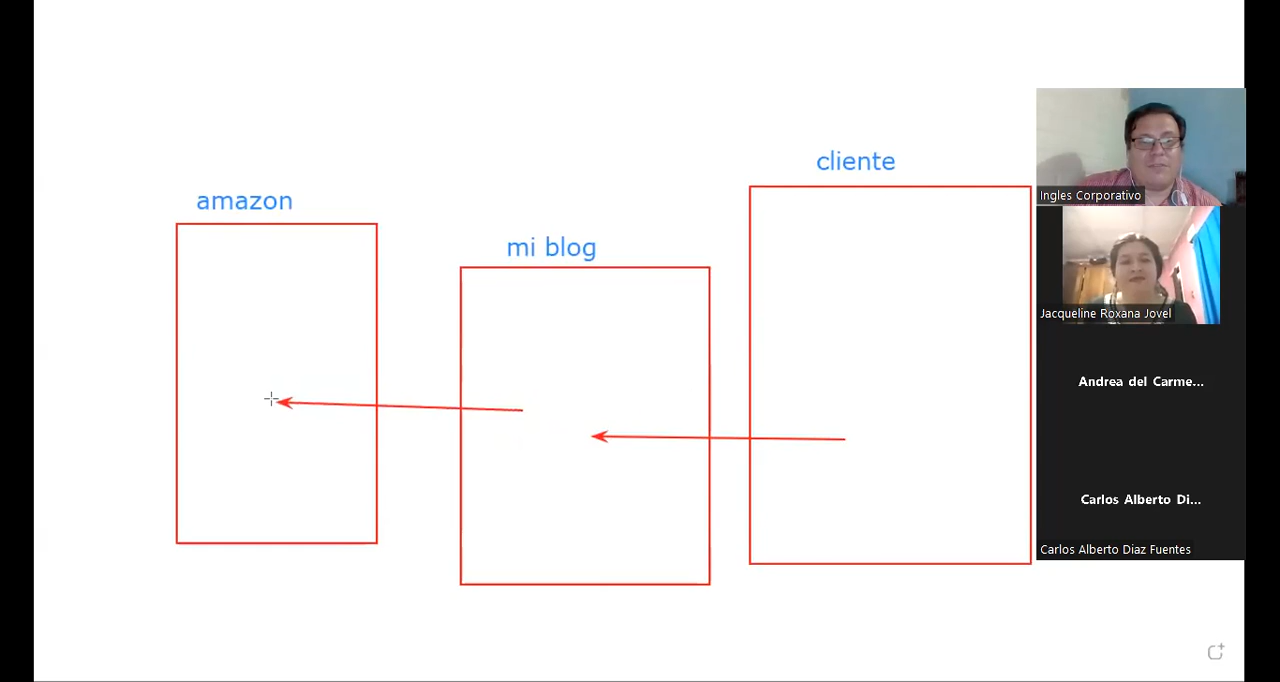 cliente
amazon
mi blog
Ingles Corporativo
Jacqueline Roxana Jovel
Andrea del Carme...
Carlos Alberto Di...
Carlos Alberto Diaz Fuentes